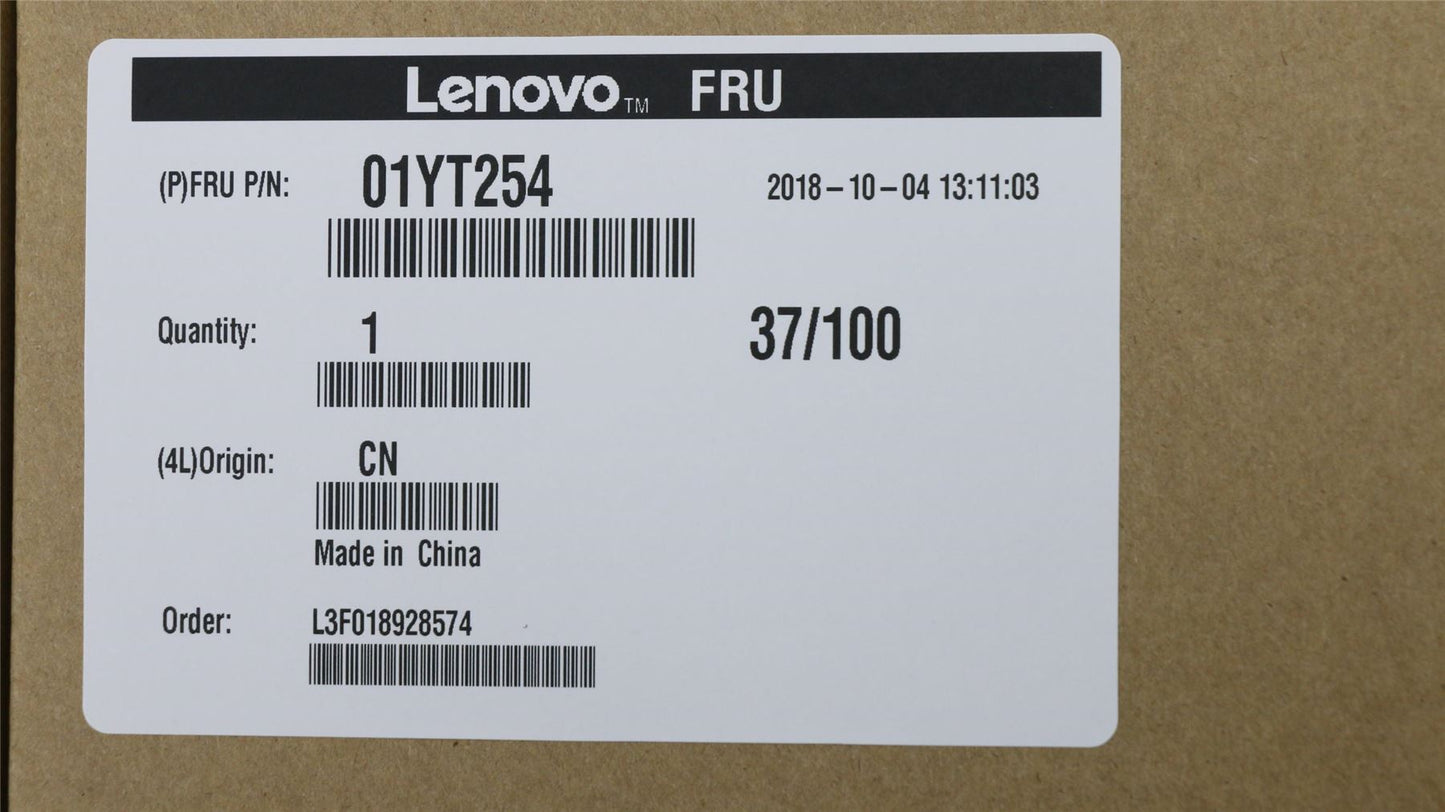 Lenovo™ FRU
(P)FRU P/N: 01YT254 2018-10-04 13:11:03
Quantity: 1 37/100
(4L)Origin: CN
Made in China
Order: L3F018928574